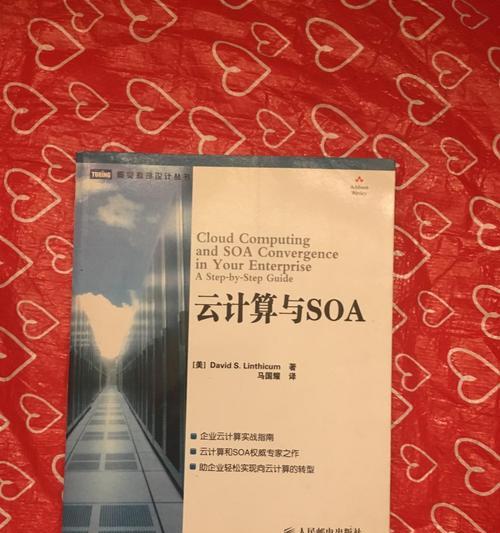 TURING 图灵程序设计丛书
Addison
Wesley
Cloud Computing
and SOA Convergence
in Your Enterprise
A Step-by-Step Guide
云计算与SOA
[美] David S. Linthicum 著
马国耀 译
企业云计算实战指南
云计算和SOA权威专家之作
助企业轻松实现向云计算的转型
人民邮电出版社